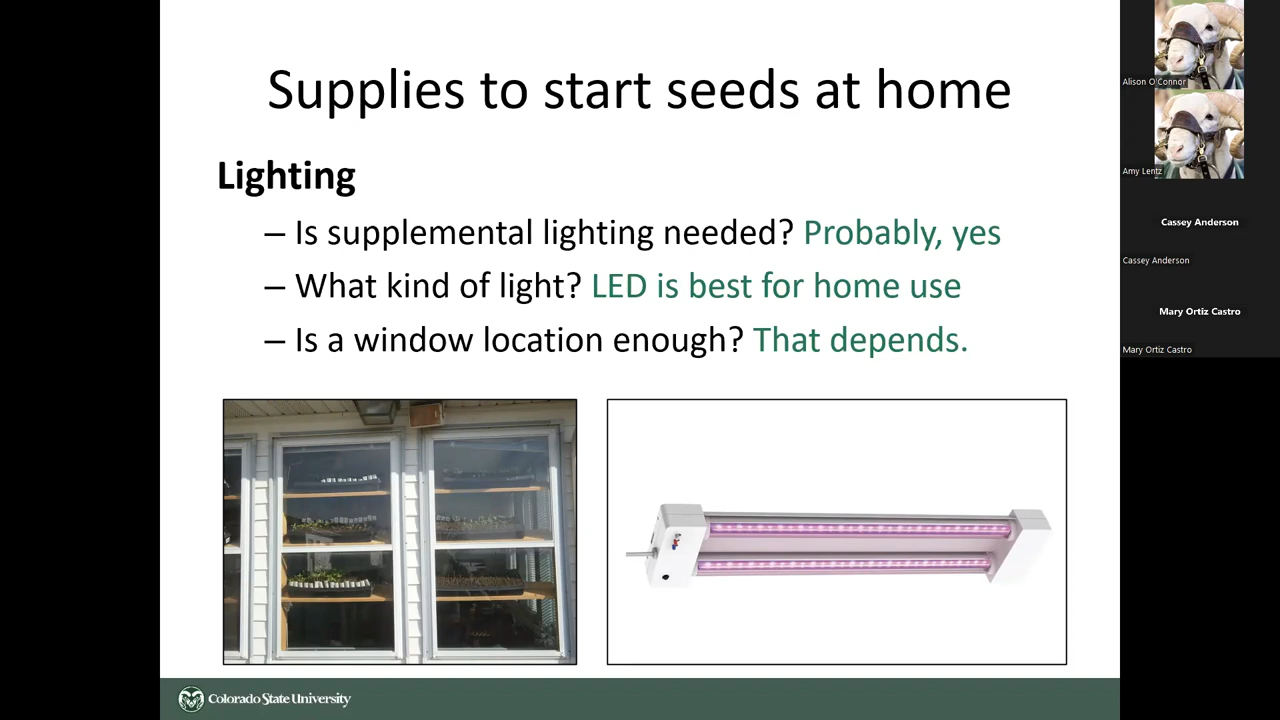 Supplies to start seeds at home
Lighting
– Is supplemental lighting needed? Probably, yes
– What kind of light? LED is best for home use
– Is a window location enough? That depends.
Colorado State University
Alison O'Connor
Amy Lentz
Cassey Anderson
Cassey Anderson
Mary Ortiz Castro
Mary Ortiz Castro